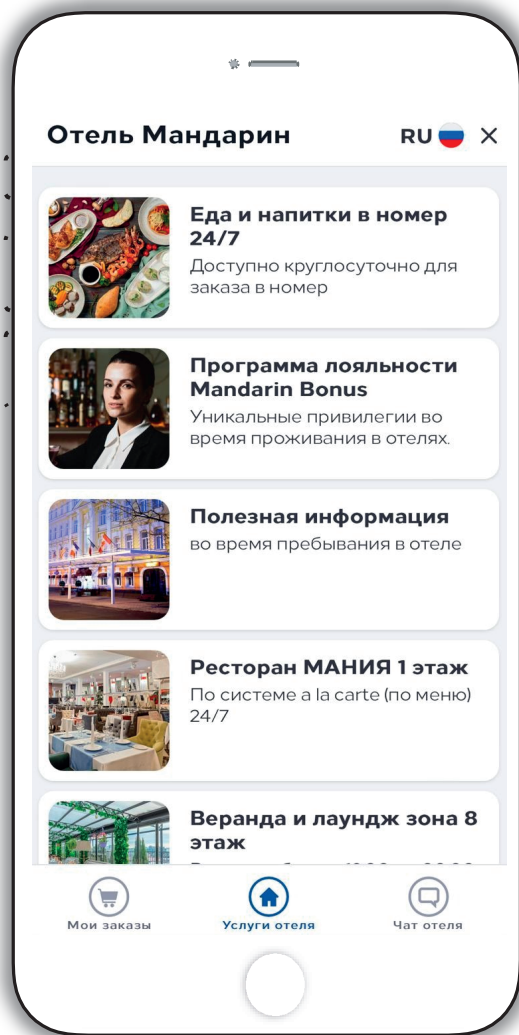 Отель Мандарин
RU
Еда и напитки в номер
24/7
Доступно круглосуточно для
заказа в номер
Программа лояльности
Mandarin Bonus
Уникальные привилегии во
время проживания в отелях.
Полезная информация
во время пребывания в отеле
Ресторан МАНИЯ 1 этаж
По системе a la carte (по меню)
24/7
Веранда и лаундж зона 8
этаж
Мои заказы
Услуги отеля
Чат отеля